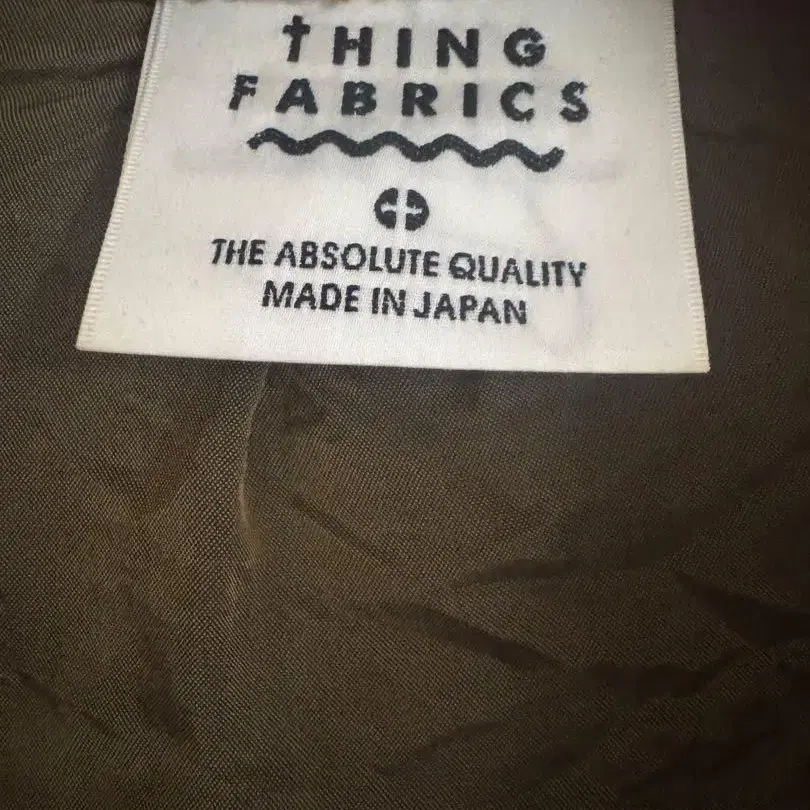 tHING
FABRICS
THE ABSOLUTE QUALITY
MADE IN JAPAN